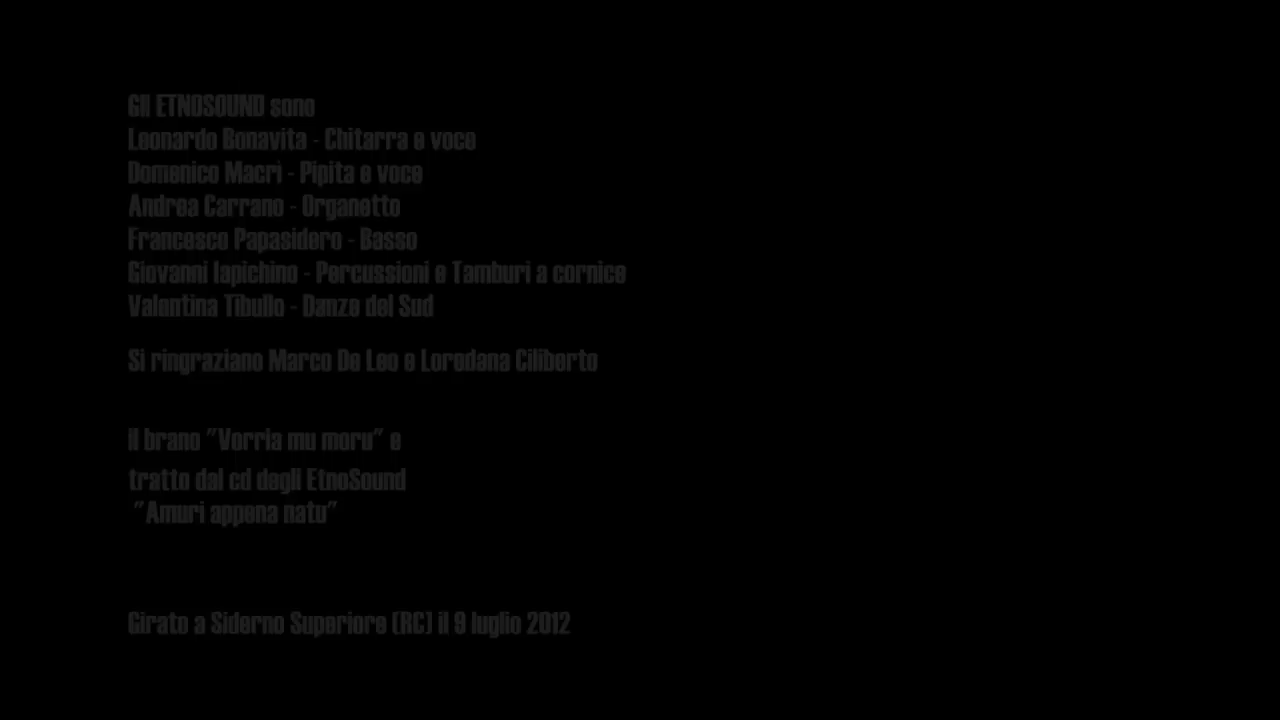 Gli ETNOSOUND sono
Leonardo Bonavita - Chitarra e voce
Domenico Macrì - Pipita e voce
Andrea Carrano - Organetto
Francesco Papasidero - Basso
Giovanni Iapichino - Percussioni e Tamburi a cornice
Valentina Tibullo - Danze del Sud
Si ringraziano Marco De Leo e Loredana Ciliberto
il brano "Vorria mu moru" e
tratto dal cd degli EtnoSound
"Amuri appena natu"
Girato a Siderno Superiore (RC) il 9 luglio 2012